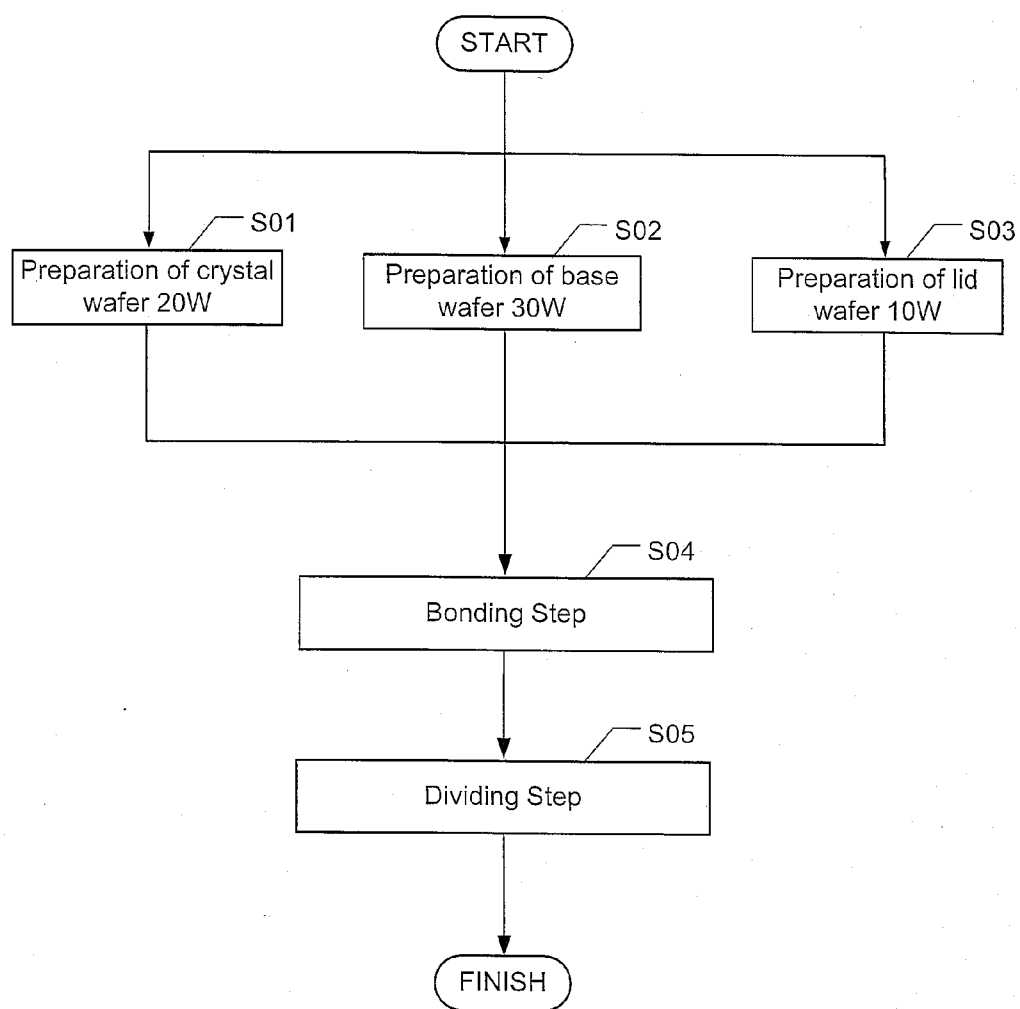 START
S01
Preparation of crystal
wafer 20W
S02
Preparation of base
wafer 30W
S03
Preparation of lid
wafer 10W
S04
Bonding Step
S05
Dividing Step
FINISH